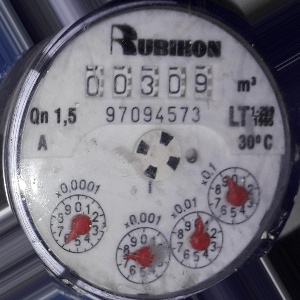 RUBIKON
00309 m³
Qn 1,5 97094573 LT
A 30°C
x0,0001 x0,1
x0,001 x0,01